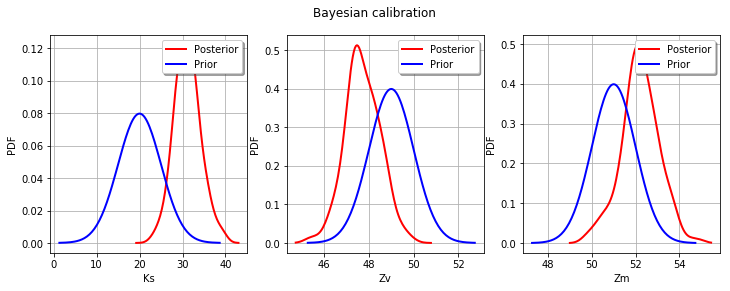 Bayesian calibration
PDF
0.12
0.10
0.08
0.06
0.04
0.02
0.00
0
10
20
30
40
Ks
Posterior
Prior
PDF
0.5
0.4
0.3
0.2
0.1
0.0
46
48
50
52
Zv
Posterior
Prior
PDF
0.5
0.4
0.3
0.2
0.1
0.0
48
50
52
54
Zm
Posterior
Prior